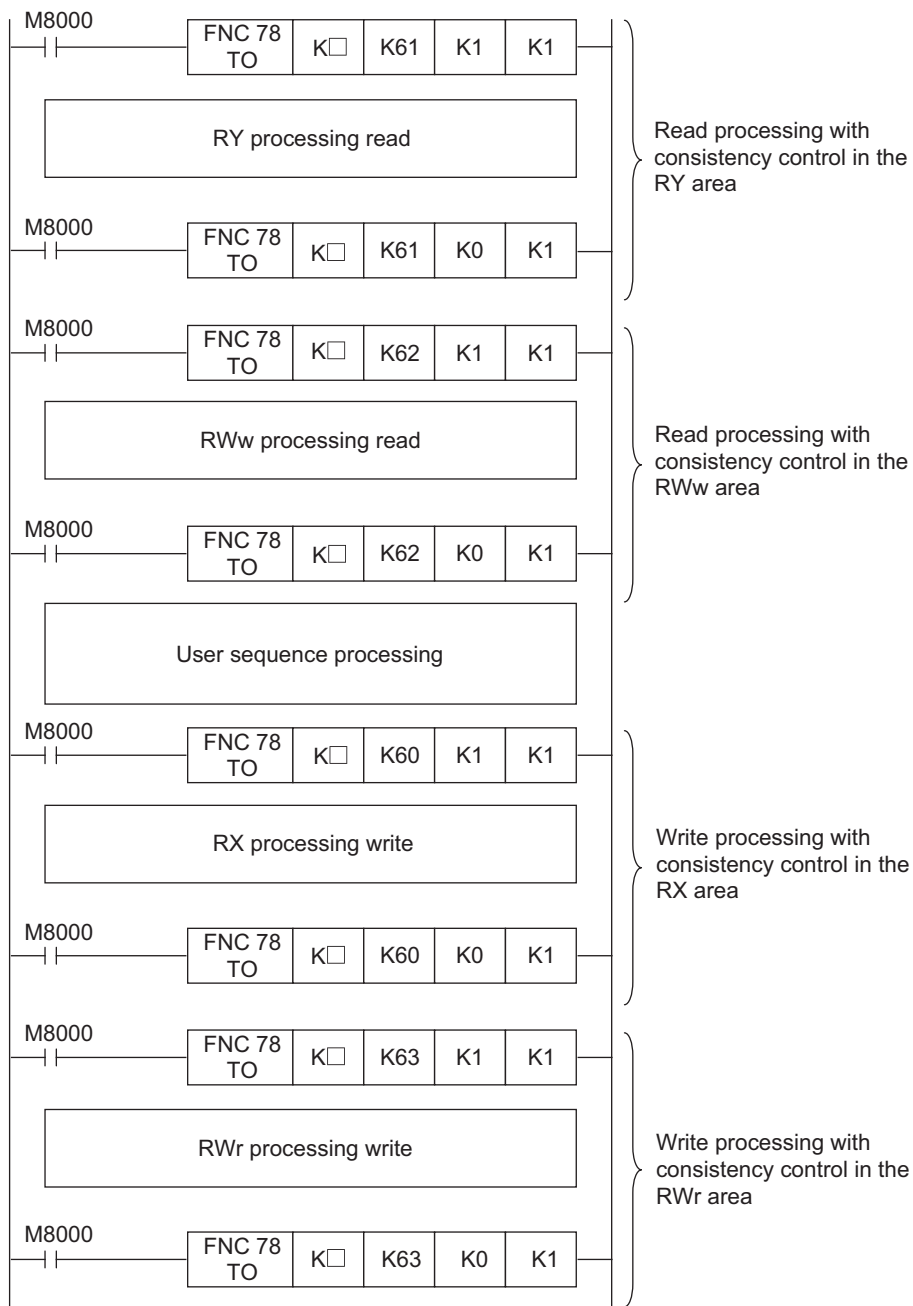 M8000
FNC 78
TO
K□
K61
K1
K1
RY processing read
Read processing with
consistency control in the
RY area
M8000
FNC 78
TO
K□
K61
K0
K1
M8000
FNC 78
TO
K□
K62
K1
K1
RWw processing read
Read processing with
consistency control in the
RWw area
M8000
FNC 78
TO
K□
K62
K0
K1
User sequence processing
M8000
FNC 78
TO
K□
K60
K1
K1
RX processing write
Write processing with
consistency control in the
RX area
M8000
FNC 78
TO
K□
K60
K0
K1
M8000
FNC 78
TO
K□
K63
K1
K1
RWr processing write
Write processing with
consistency control in the
RWr area
M8000
FNC 78
TO
K□
K63
K0
K1